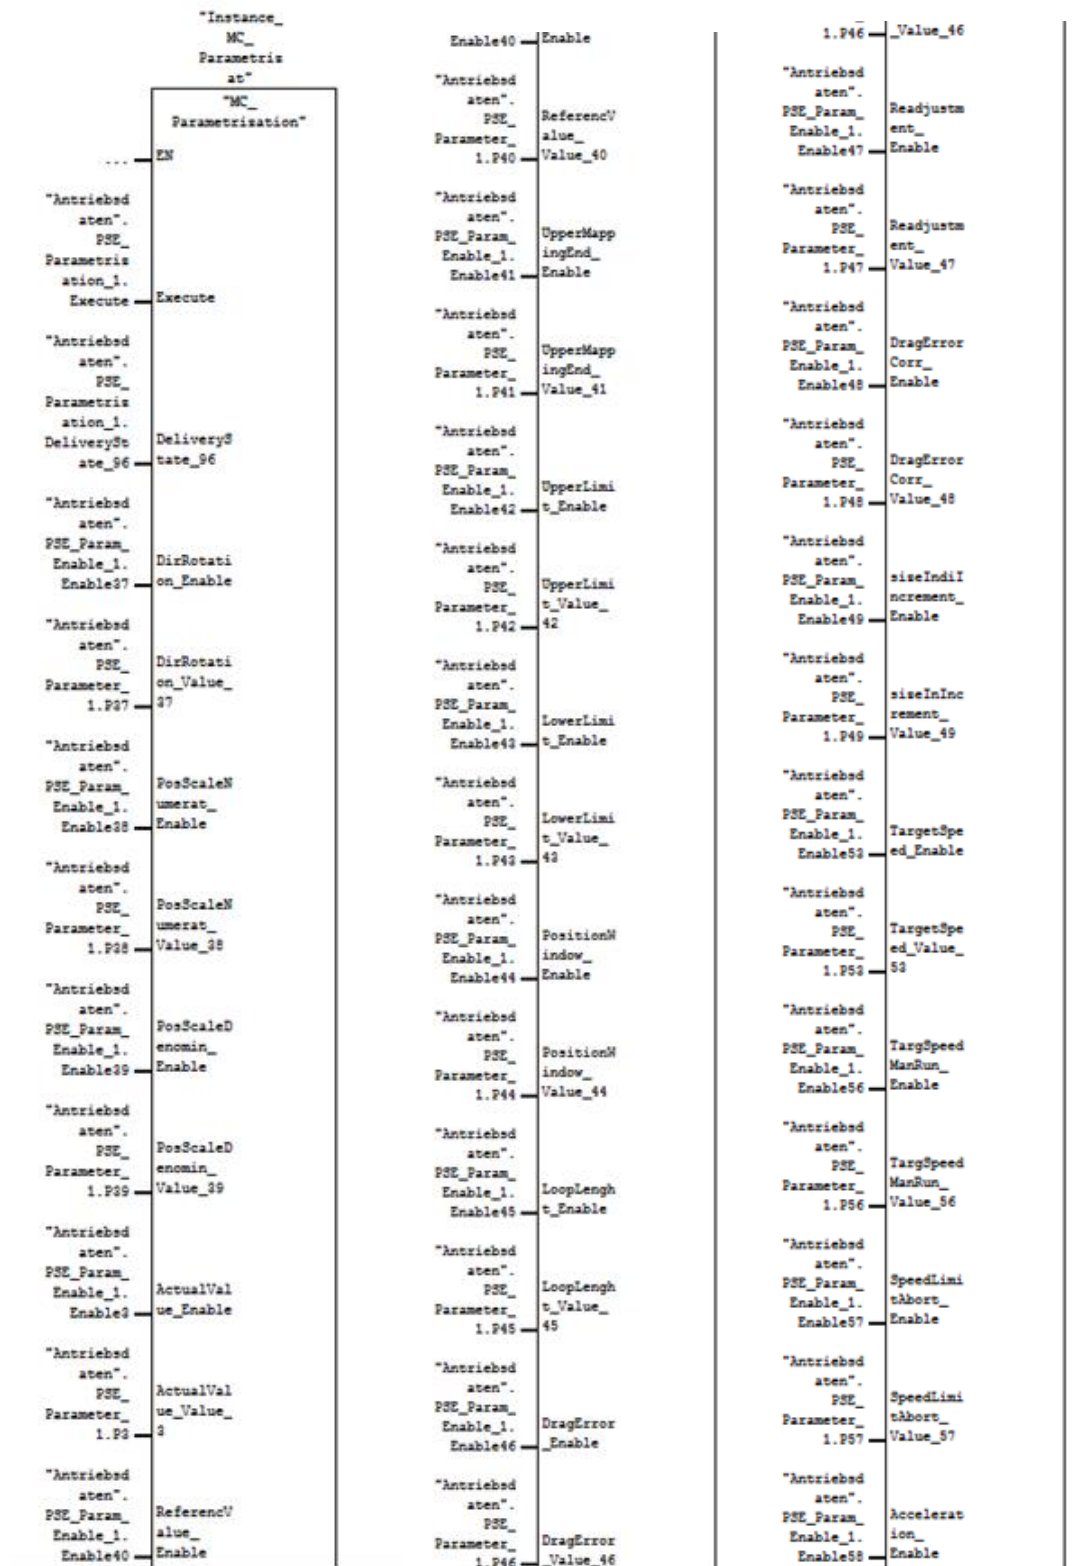 "Instance_
MC_
Parametris
at"
"MC_
Parametrization"
... EN
"Antriebsd
aten".
PSE_
Parametris
ation_1.
Execute
Execute
"Antriebsd
aten".
PSE_
Parametris
ation_1.
DeliverySt
ate_96
DeliveryS
tate_96
"Antriebsd
aten".
PSE_Param_
Enable_1.
Enable37
DirRotati
on_Enable
"Antriebsd
aten".
PSE_
Parameter_
1.P37
DirRotati
on_Value_
37
"Antriebsd
aten".
PSE_Param_
Enable_1.
Enable38
PosScaleN
umerat_
Enable
"Antriebsd
aten".
PSE_
Parameter_
1.P38
PosScaleN
umerat_
Value_38
"Antriebsd
aten".
PSE_Param_
Enable_1.
Enable39
PosScaleD
enomin_
Enable
"Antriebsd
aten".
PSE_
Parameter_
1.P39
PosScaleD
enomin_
Value_39
"Antriebsd
aten".
PSE_Param_
Enable_1.
Enable3
ActualVal
ue_Enable
"Antriebsd
aten".
PSE_
Parameter_
1.P3
ActualVal
ue_Value_
3
"Antriebsd
aten".
PSE_Param_
Enable_1.
Enable40
ReferencV
alue_
Enable
Enable40
Enable
"Antriebsd
aten".
PSE_
Parameter_
1.P40
ReferencV
alue_
Value_40
"Antriebsd
aten".
PSE_Param_
Enable_1.
Enable41
UpperMapp
ingEnd_
Enable
"Antriebsd
aten".
PSE_
Parameter_
1.P41
UpperMapp
ingEnd_
Value_41
"Antriebsd
aten".
PSE_Param_
Enable_1.
Enable42
UpperLimi
t_Enable
"Antriebsd
aten".
PSE_
Parameter_
1.P42
UpperLimi
t_Value_
42
"Antriebsd
aten".
PSE_Param_
Enable_1.
Enable43
LowerLimi
t_Enable
"Antriebsd
aten".
PSE_
Parameter_
1.P43
LowerLimi
t_Value_
43
"Antriebsd
aten".
PSE_Param_
Enable_1.
Enable44
PositionW
indow_
Enable
"Antriebsd
aten".
PSE_
Parameter_
1.P44
PositionW
indow_
Value_44
"Antriebsd
aten".
PSE_Param_
Enable_1.
Enable45
LoopLengh
t_Enable
"Antriebsd
aten".
PSE_
Parameter_
1.P45
LoopLengh
t_Value_
45
"Antriebsd
aten".
PSE_Param_
Enable_1.
Enable46
DragError
_Enable
"Antriebsd
aten".
PSE_
Parameter_
1.P46
DragError
_Value_46
1.P46
_Value_46
"Antriebsd
aten".
PSE_Param_
Enable_1.
Enable47
Readjustm
ent_
Enable
"Antriebsd
aten".
PSE_
Parameter_
1.P47
Readjustm
ent_
Value_47
"Antriebsd
aten".
PSE_Param_
Enable_1.
Enable48
DragError
Corr_
Enable
"Antriebsd
aten".
PSE_
Parameter_
1.P48
DragError
Corr_
Value_48
"Antriebsd
aten".
PSE_Param_
Enable_1.
Enable49
sizeIndiI
ncrement_
Enable
"Antriebsd
aten".
PSE_
Parameter_
1.P49
sizeInInc
rement_
Value_49
"Antriebsd
aten".
PSE_Param_
Enable_1.
Enable53
TargetSpe
ed_Enable
"Antriebsd
aten".
PSE_
Parameter_
1.P53
TargetSpe
ed_Value_
53
"Antriebsd
aten".
PSE_Param_
Enable_1.
Enable56
TargSpeed
ManRun_
Enable
"Antriebsd
aten".
PSE_
Parameter_
1.P56
TargSpeed
ManRun_
Value_56
"Antriebsd
aten".
PSE_Param_
Enable_1.
Enable57
SpeedLimi
tAbort_
Enable
"Antriebsd
aten".
PSE_
Parameter_
1.P57
SpeedLimi
tAbort_
Value_57
"Antriebsd
aten".
PSE_Param_
Enable_1.
Enable58
Accelerat
ion_
Enable